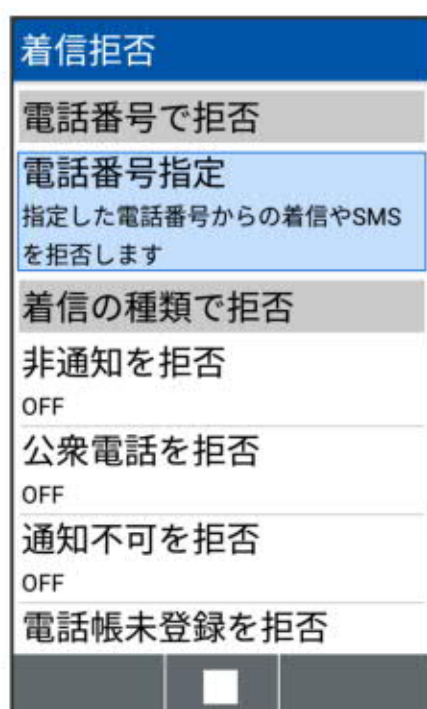 着信拒否
電話番号で拒否
電話番号指定
指定した電話番号からの着信やSMS
を拒否します
着信の種類で拒否
非通知を拒否
OFF
公衆電話を拒否
OFF
通知不可を拒否
OFF
電話帳未登録を拒否